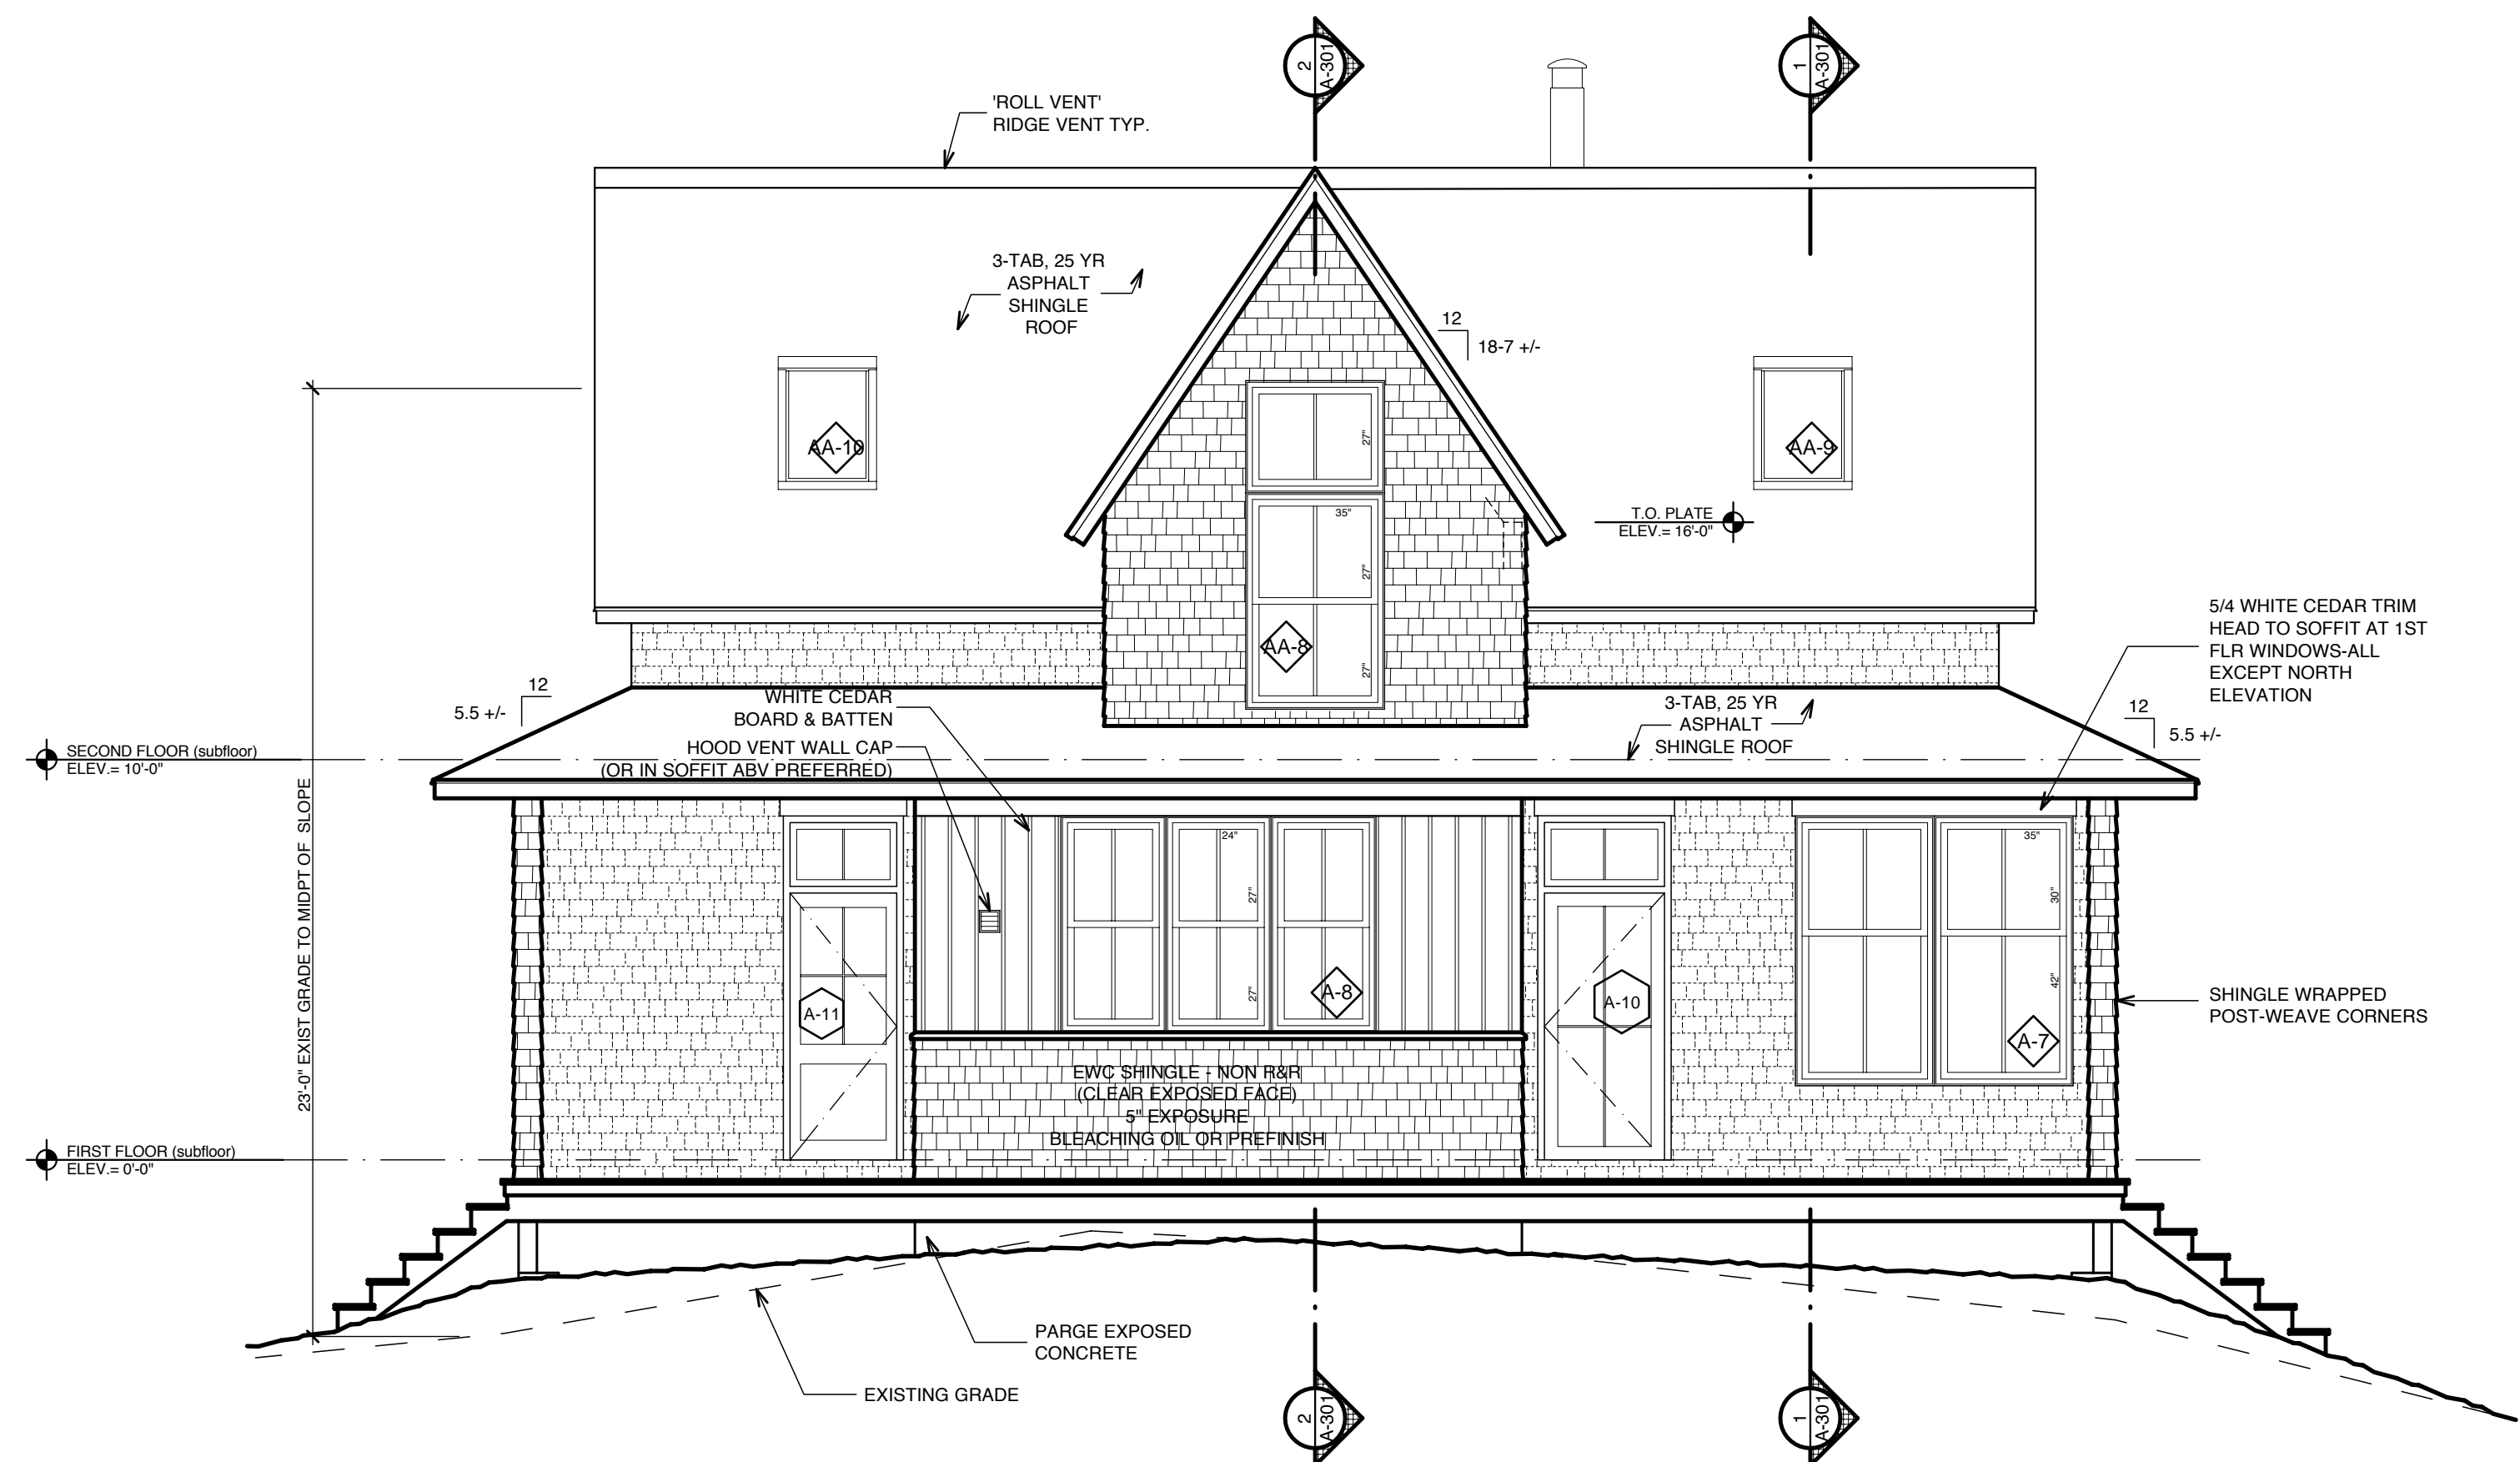 2
A-301
1
A-301
'ROLL VENT'
RIDGE VENT TYP.
3-TAB, 25 YR
ASPHALT
SHINGLE
ROOF
12
18-7 +/-
AA-10
27"
AA-9
35"
T.O. PLATE
ELEV.= 16'-0"
27"
AA-8
27"
5/4 WHITE CEDAR TRIM
HEAD TO SOFFIT AT 1ST
FLR WINDOWS-ALL
EXCEPT NORTH
ELEVATION
12
5.5 +/-
WHITE CEDAR
BOARD & BATTEN
HOOD VENT WALL CAP
(OR IN SOFFIT ABV PREFERRED)
3-TAB, 25 YR
ASPHALT
SHINGLE ROOF
12
5.5 +/-
SECOND FLOOR (subfloor)
ELEV.= 10'-0"
23'-0" EXIST GRADE TO MIDPT OF SLOPE
24"
27"
27"
A-8
35"
30"
42"
A-7
A-11
A-10
SHINGLE WRAPPED
POST-WEAVE CORNERS
EWC SHINGLE - NON R&R
(CLEAR EXPOSED FACE)
5" EXPOSURE
BLEACHING OIL OR PREFINISH
FIRST FLOOR (subfloor)
ELEV.= 0'-0"
PARGE EXPOSED
CONCRETE
EXISTING GRADE
2
A-301
1
A-301